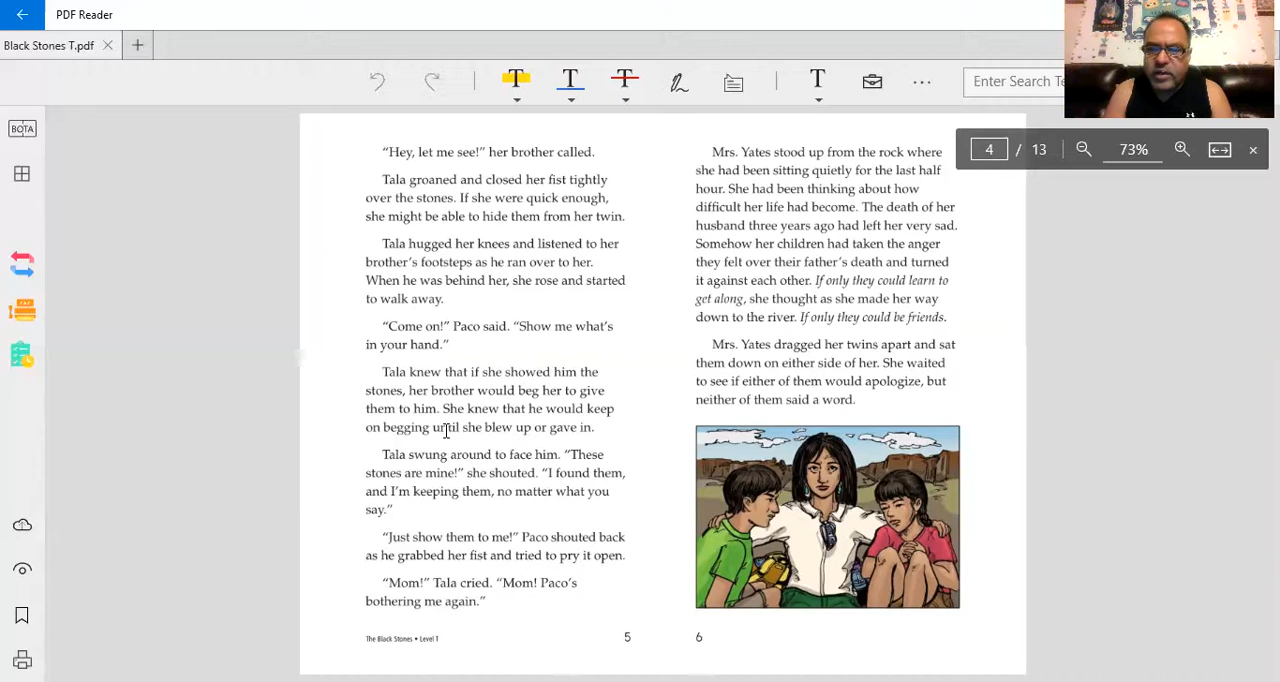 PDF Reader
Black Stones T.pdf
T
T
T
T
Enter Search Te
BOTA
4 / 13
73%
"Hey, let me see!" her brother called.
Tala groaned and closed her fist tightly
over the stones. If she were quick enough,
she might be able to hide them from her twin.
Tala hugged her knees and listened to her
brother's footsteps as he ran over to her.
When he was behind her, she rose and started
to walk away.
"Come on!" Paco said. "Show me what's
in your hand."
Tala knew that if she showed him the
stones, her brother would beg her to give
them to him. She knew that he would keep
on begging until she blew up or gave in.
Tala swung around to face him. "These
stones are mine!" she shouted. "I found them,
and I'm keeping them, no matter what you
say."
"Just show them to me!" Paco shouted back
as he grabbed her fist and tried to pry it open.
"Mom!" Tala cried. "Mom! Paco's
bothering me again."
The Black Stones • Level 1
5
Mrs. Yates stood up from the rock where
she had been sitting quietly for the last half
hour. She had been thinking about how
difficult her life had become. The death of her
husband three years ago had left her very sad.
Somehow her children had taken the anger
they felt over their father's death and turned
it against each other. If only they could learn to
get along, she thought as she made her way
down to the river. If only they could be friends.
Mrs. Yates dragged her twins apart and sat
them down on either side of her. She waited
to see if either of them would apologize, but
neither of them said a word.
6